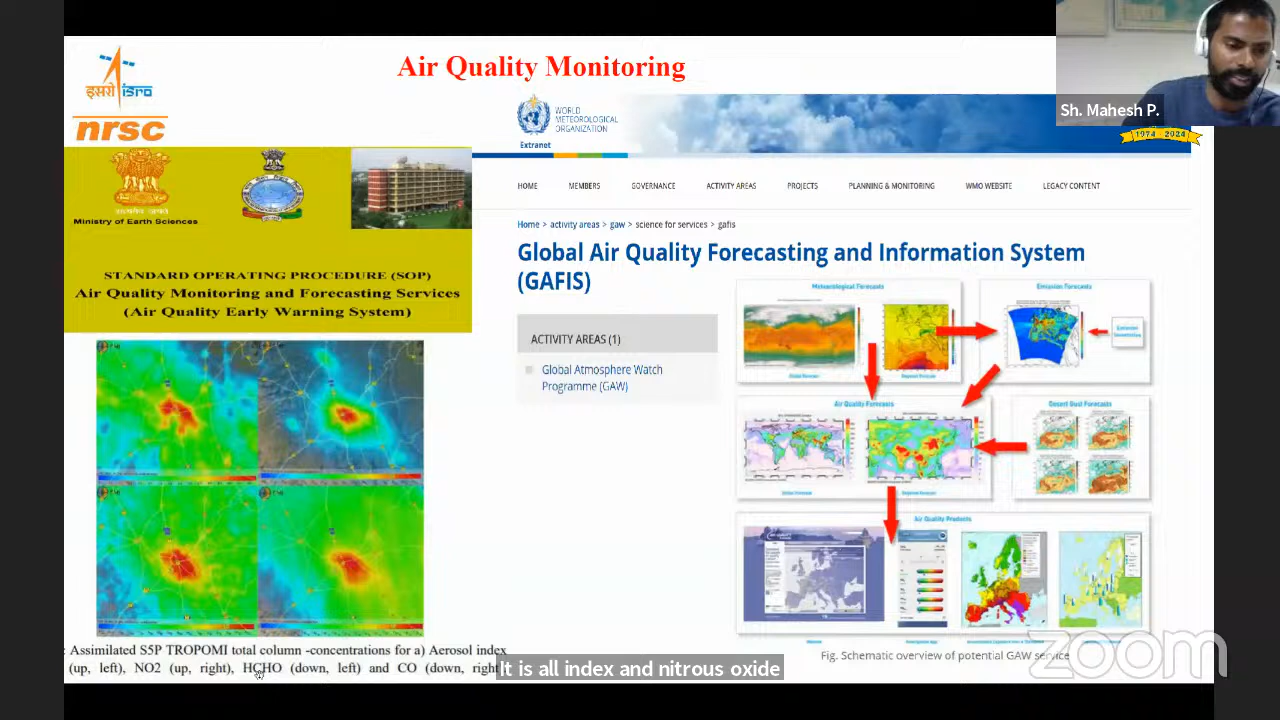 Air Quality Monitoring
Sh. Mahesh P.
1974 - 2024
इसरो isro
nrsc
WORLD
METEOROLOGICAL
ORGANIZATION
Extranet
HOME MEMBERS GOVERNANCE ACTIVITY AREAS PROJECTS PLANNING & MONITORING WMO WEBSITE LEGACY CONTENT
Ministry of Earth Sciences
STANDARD OPERATING PROCEDURE (SOP)
Air Quality Monitoring and Forecasting Services
(Air Quality Early Warning System)
Home > activity areas > gaw > science for services > gafis
Global Air Quality Forecasting and Information System
(GAFIS)
ACTIVITY AREAS (1)
Global Atmosphere Watch
Programme (GAW)
Meteorological Forecasts
Emission Forecasts
Air Quality Forecasts
Desert Dust Forecasts
Air Quality Products
: Assimilated S5P TROPOMI total column -concentrations for a) Aerosol index
(up, left), NO2 (up, right), HCHO (down, left) and CO (down, right
It is all index and nitrous oxide
Fig. Schematic overview of potential GAW service
zoom